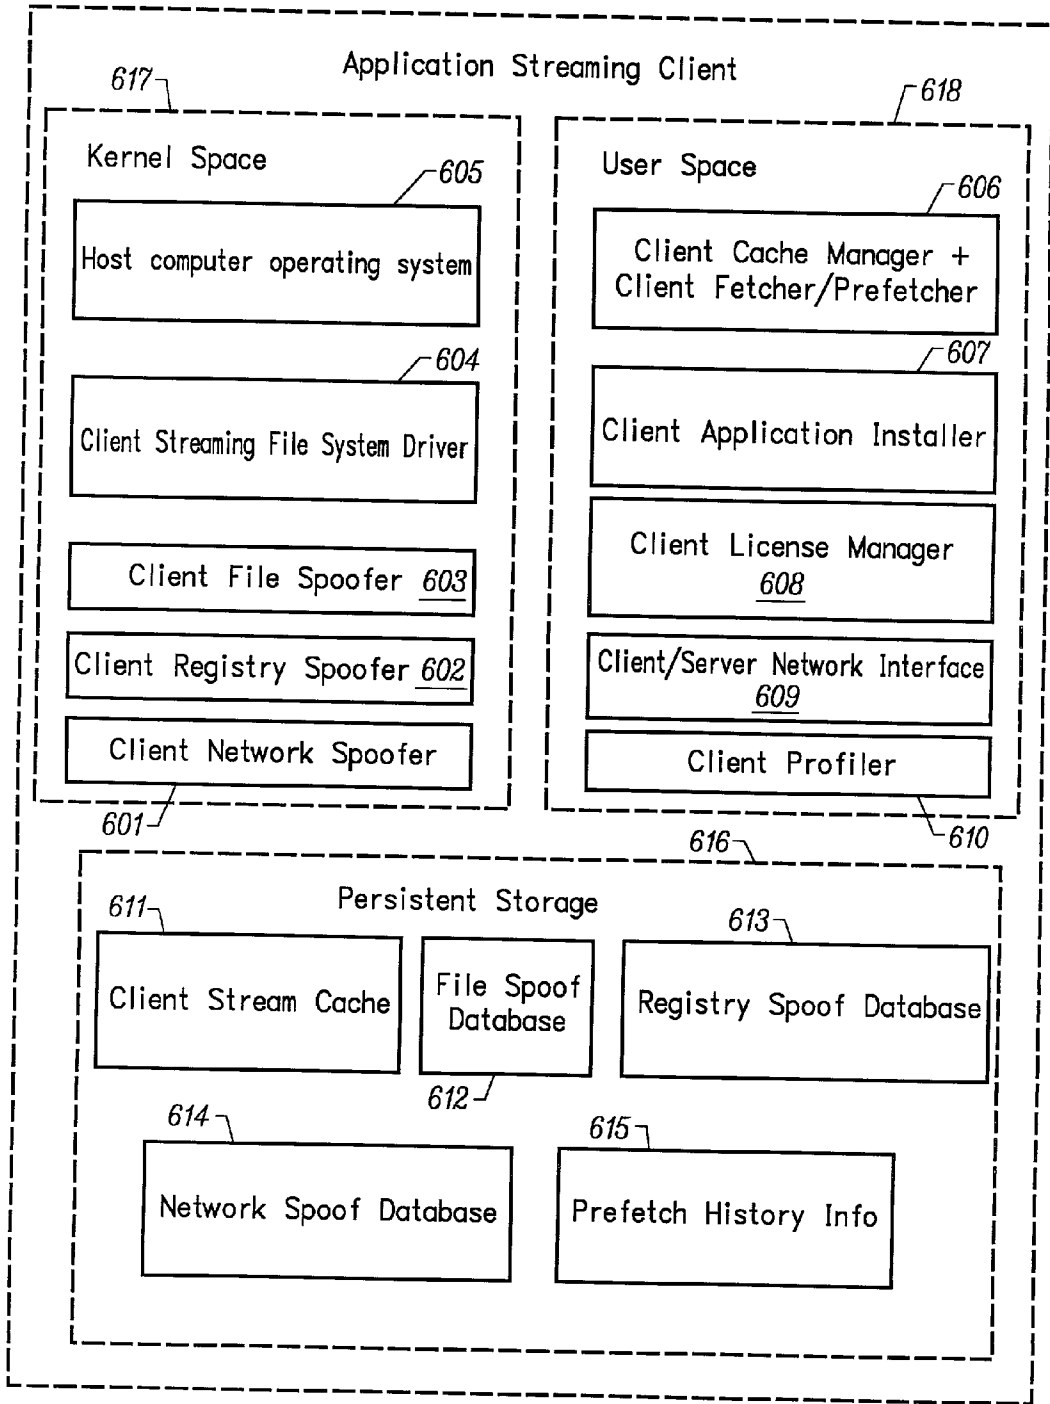 Application Streaming Client
617
618
Kernel Space
605
Host computer operating system
604
Client Streaming File System Driver
Client File Spoofer 603
Client Registry Spoofer 602
Client Network Spoofer
601
User Space
606
Client Cache Manager +
Client Fetcher/Prefetcher
607
Client Application Installer
Client License Manager
608
Client/Server Network Interface
609
Client Profiler
610
616
Persistent Storage
611
Client Stream Cache
File Spoof
Database
612
613
Registry Spoof Database
614
Network Spoof Database
615
Prefetch History Info